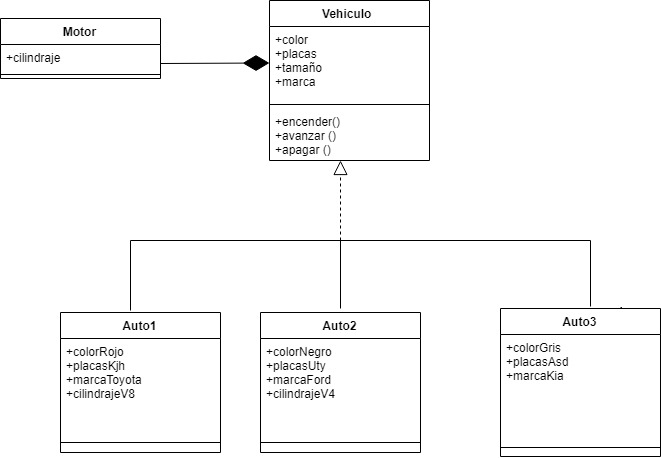 Motor
+cilindraje
Vehiculo
+color
+placas
+tamaño
+marca
+encender()
+avanzar ()
+apagar ()
Auto1
+colorRojo
+placasKjh
+marcaToyota
+cilindrajeV8
Auto2
+colorNegro
+placasUty
+marcaFord
+cilindrajeV4
Auto3
+colorGris
+placasAsd
+marcaKia